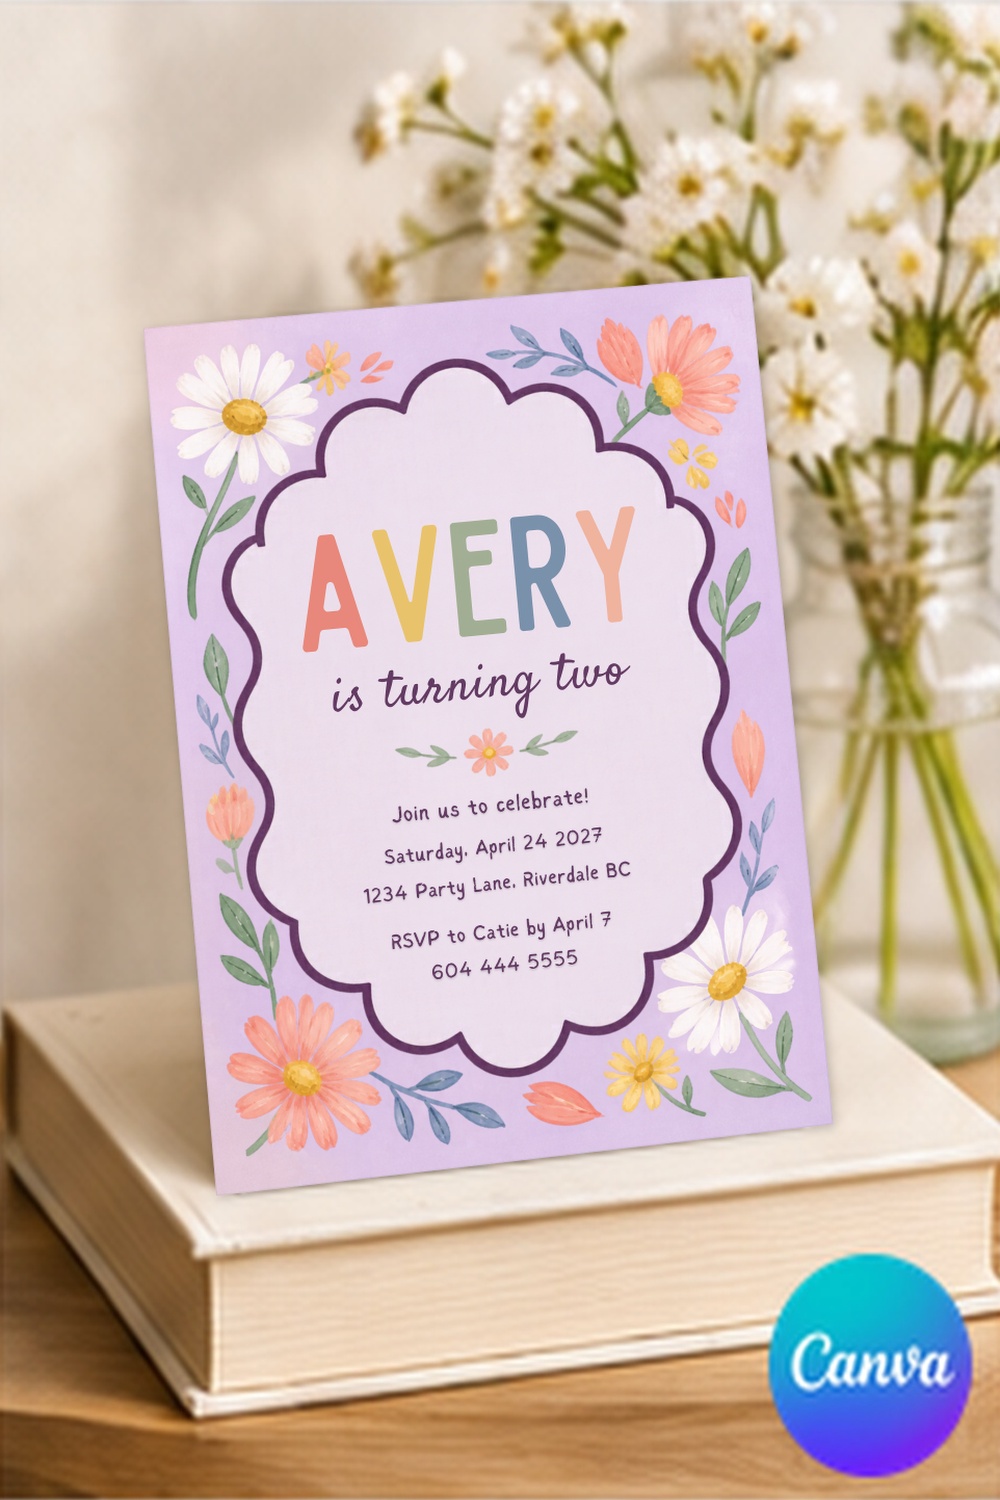 AVERY
is turning two
Join us to celebrate!
Saturday, April 24 2027
1234 Party Lane, Riverdale BC
RSVP to Catie by April 7
604 444 5555
Canva